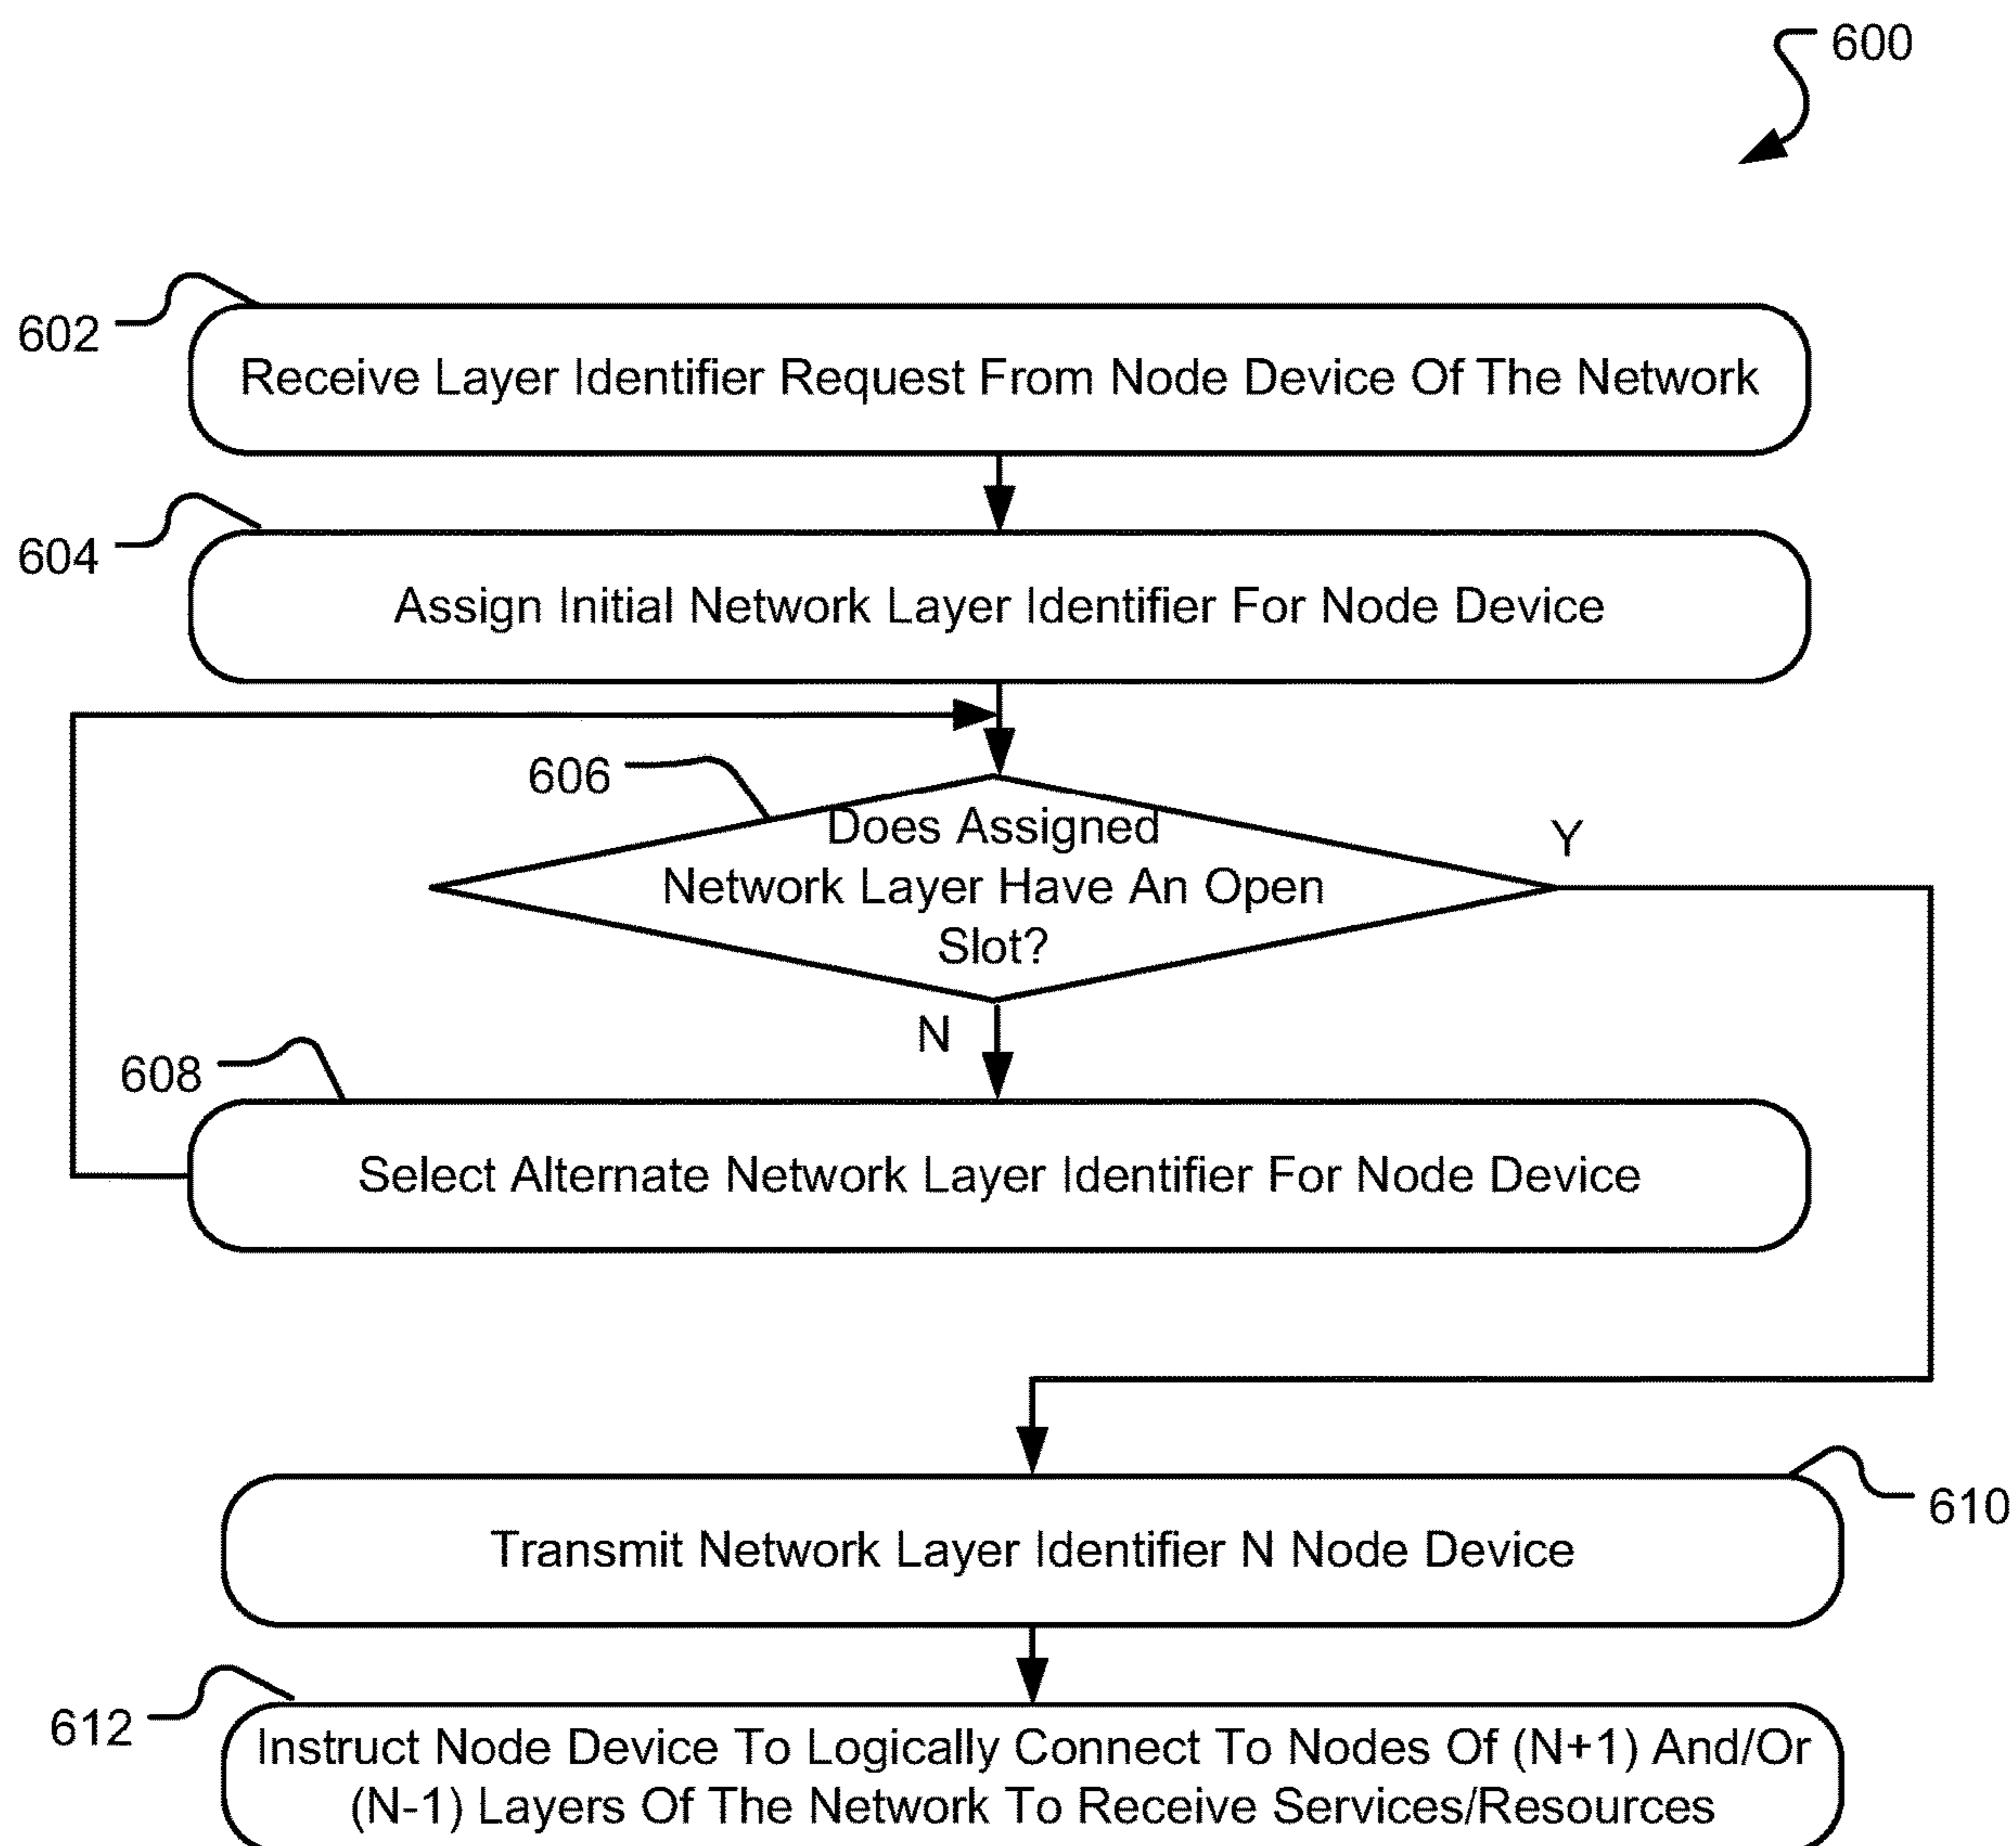 600
602
Receive Layer Identifier Request From Node Device Of The Network
604
Assign Initial Network Layer Identifier For Node Device
606
Does Assigned
Network Layer Have An Open
Slot?
Y
N
608
Select Alternate Network Layer Identifier For Node Device
610
Transmit Network Layer Identifier N Node Device
612
Instruct Node Device To Logically Connect To Nodes Of (N+1) And/Or
(N-1) Layers Of The Network To Receive Services/Resources